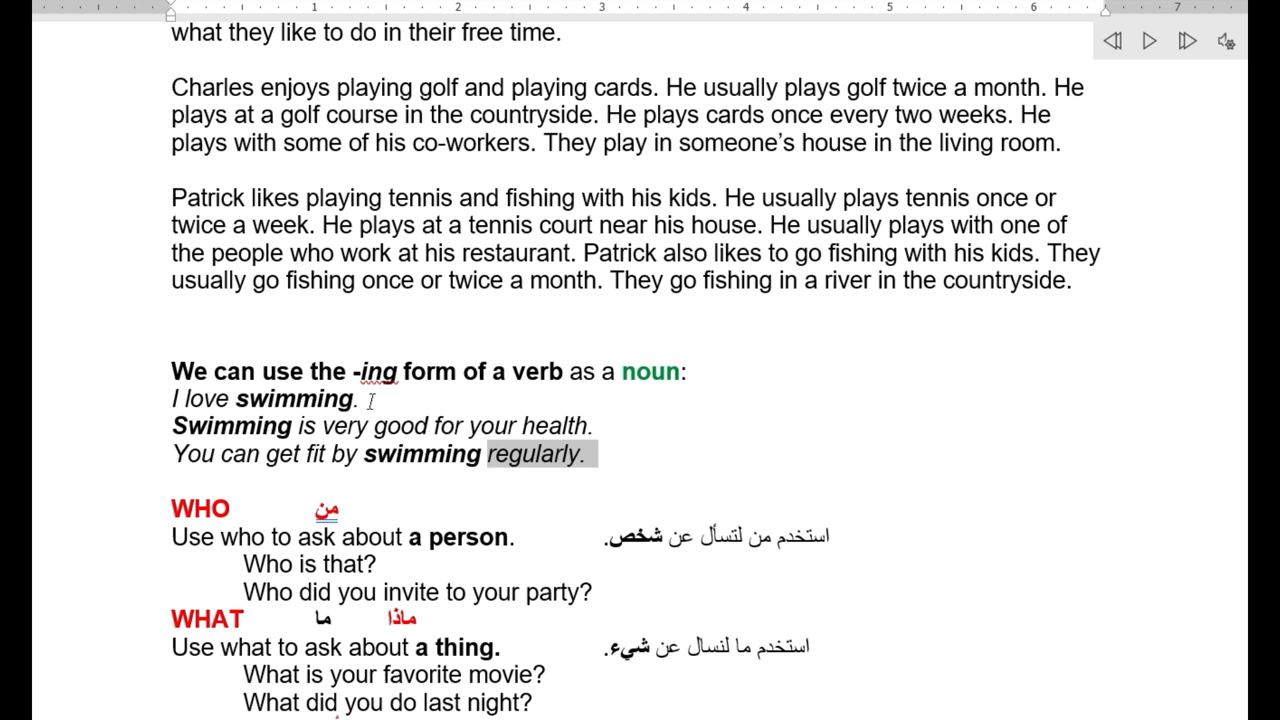 1 2 3 4 5 6 7
what they like to do in their free time.
Charles enjoys playing golf and playing cards. He usually plays golf twice a month. He
plays at a golf course in the countryside. He plays cards once every two weeks. He
plays with some of his co-workers. They play in someone’s house in the living room.
Patrick likes playing tennis and fishing with his kids. He usually plays tennis once or
twice a week. He plays at a tennis court near his house. He usually plays with one of
the people who work at his restaurant. Patrick also likes to go fishing with his kids. They
usually go fishing once or twice a month. They go fishing in a river in the countryside.
We can use the -ing form of a verb as a noun:
I love swimming.
Swimming is very good for your health.
You can get fit by swimming regularly.
WHO من
Use who to ask about a person. استخدم من لتسأل عن شخص.
Who is that?
Who did you invite to your party?
WHAT ما ماذا
Use what to ask about a thing. استخدم ما لنسال عن شيء.
What is your favorite movie?
What did you do last night?